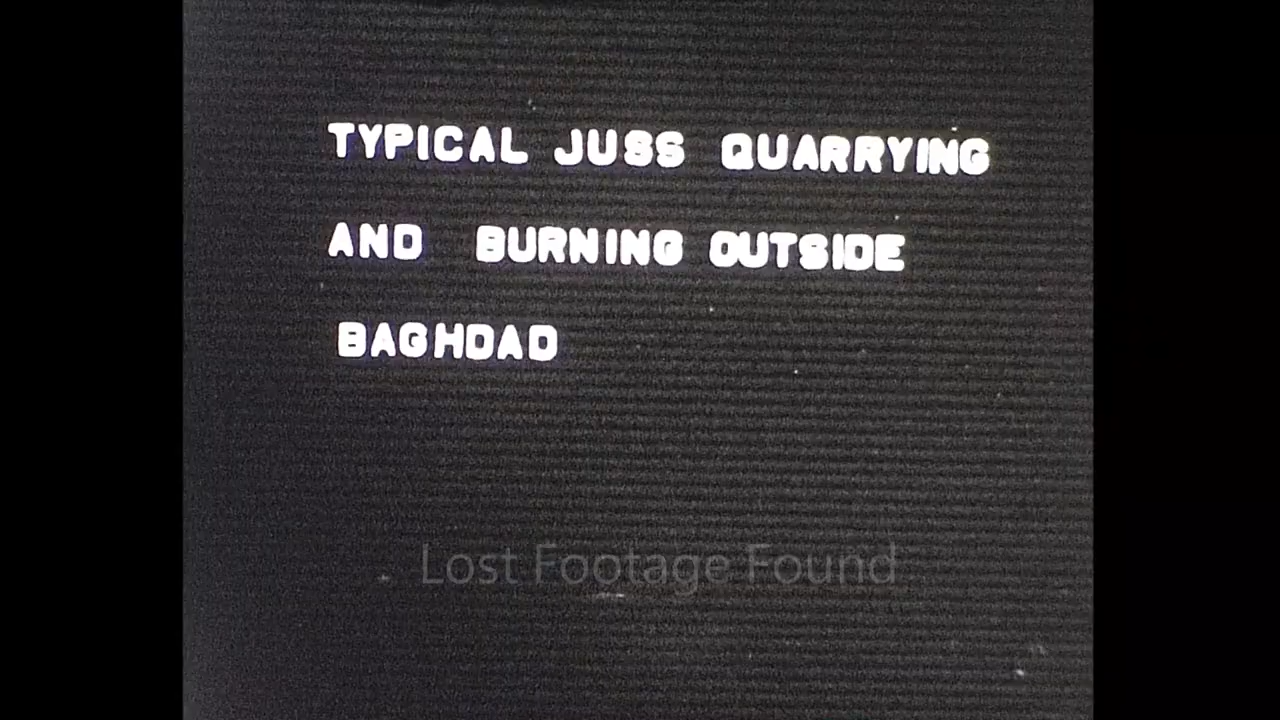 TYPICAL JUSS QUARRYING
AND BURNING OUTSIDE
BAGHDAD
Lost Footage Found